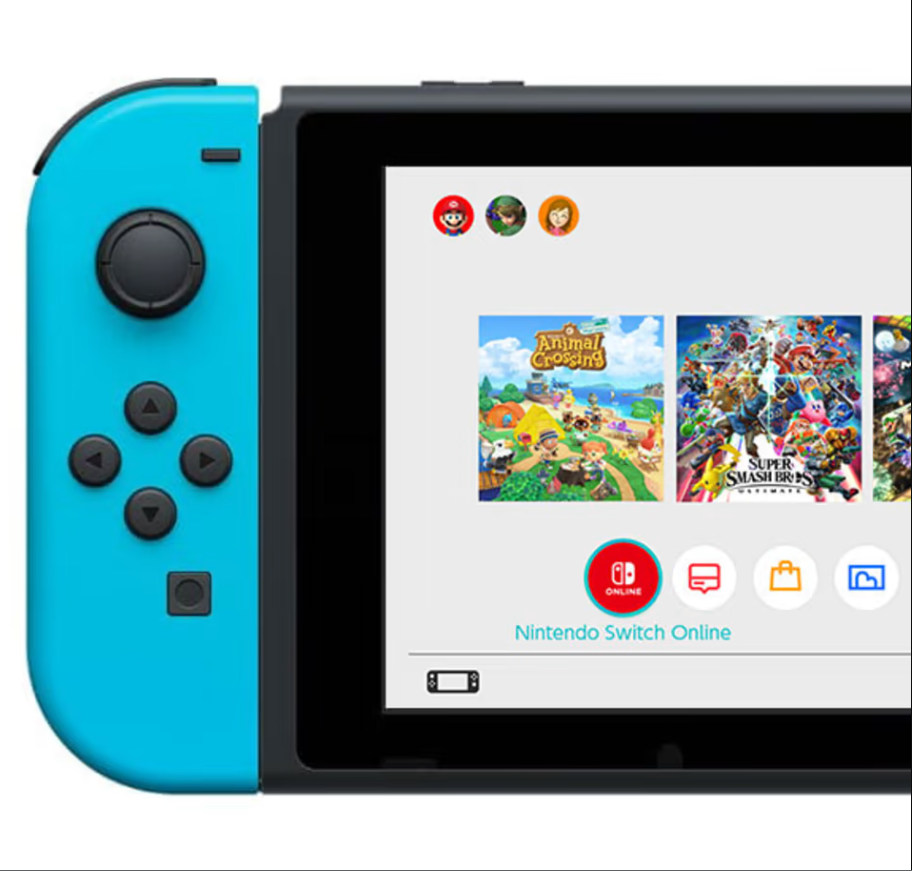 Animal
Crossing
SUPER
SMASH BROS.
ULTIMATE
ONLINE
Nintendo Switch Online